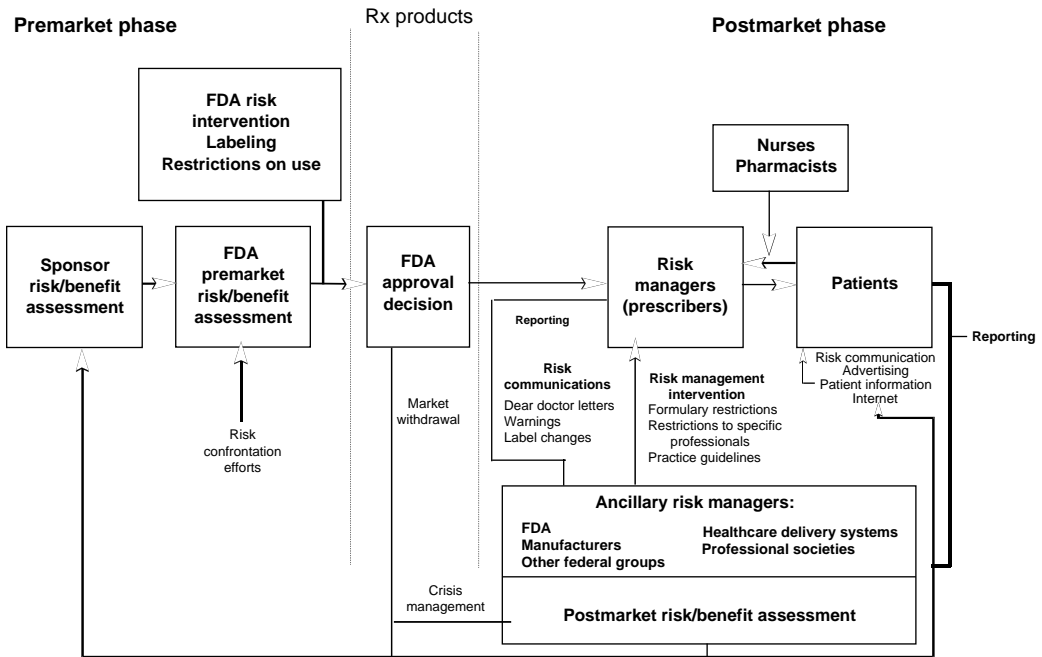 Premarket phase
Rx products
Postmarket phase
FDA risk
intervention
Labeling
Restrictions on use
Nurses
Pharmacists
Sponsor
risk/benefit
assessment
FDA
premarket
risk/benefit
assessment
FDA
approval
decision
Risk
managers
(prescribers)
Patients
Reporting
Reporting
Risk
communications
Dear doctor letters
Warnings
Label changes
Risk management
intervention
Formulary restrictions
Restrictions to specific
professionals
Practice guidelines
Risk communication
Advertising
Patient information
Internet
Risk
confrontation
efforts
Market
withdrawal
Ancillary risk managers:
FDA
Manufacturers
Other federal groups
Healthcare delivery systems
Professional societies
Crisis
management
Postmarket risk/benefit assessment